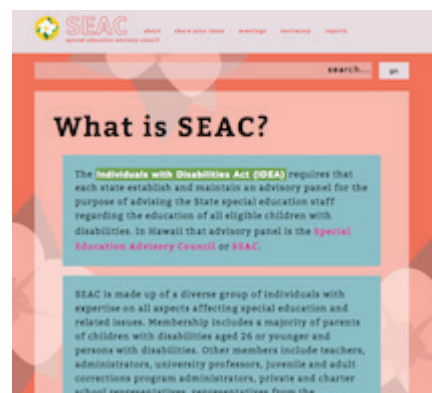 SEAC
special education advisory council
about share your ideas meetings testimony reports
search... go
What is SEAC?
The Individuals with Disabilities Act (IDEA) requires that
each state establish and maintain an advisory panel for the
purpose of advising the State special education staff
regarding the education of all eligible children with
disabilities. In Hawaii that advisory panel is the Special
Education Advisory Council or SEAC.
SEAC is made up of a diverse group of individuals with
expertise on all aspects affecting special education and
related issues. Membership includes a majority of parents
of children with disabilities aged 26 or younger and
persons with disabilities. Other members include teachers,
administrators, university professors, juvenile and adult
corrections program administrators, private and charter
school representatives, representatives from the